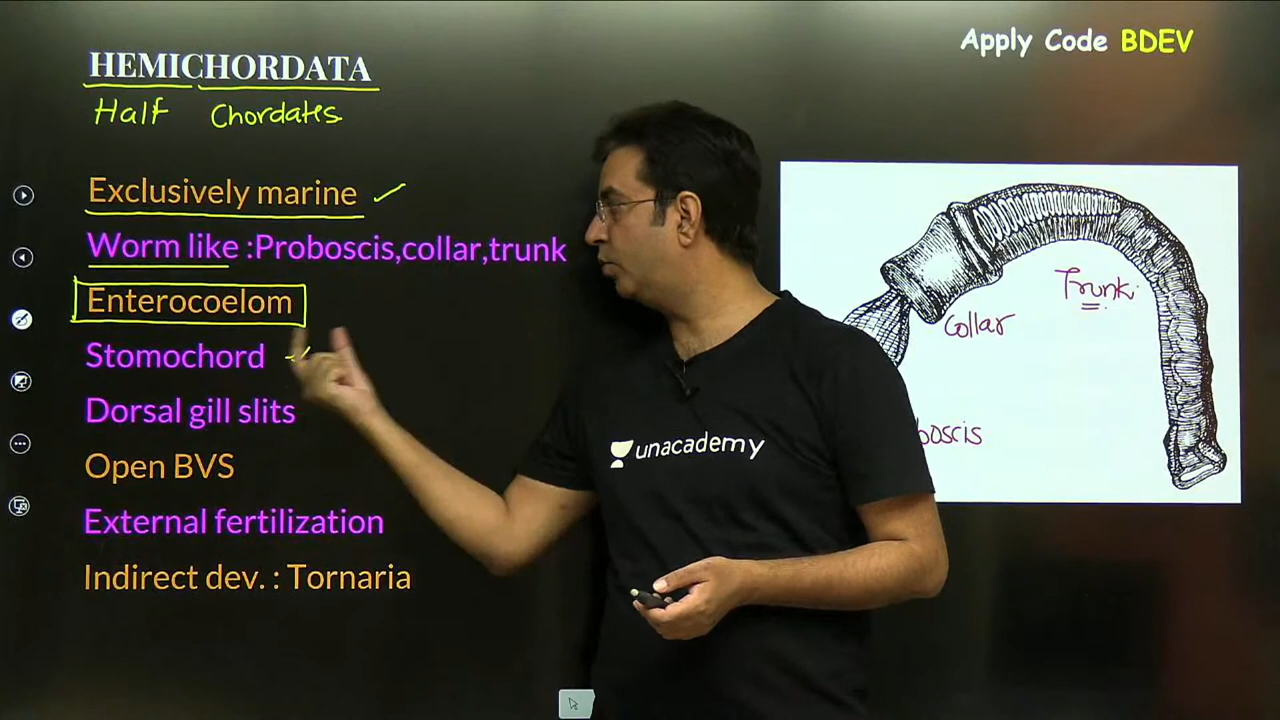 Apply Code BDEV
HEMICHORDATA
Half Chordates
Exclusively marine
Worm like :Proboscis,collar,trunk
Enterocoelom
Stomochord
Dorsal gill slits
Open BVS
External fertilization
Indirect dev. : Tornaria
Trunk
Collar
boscis
unacademy